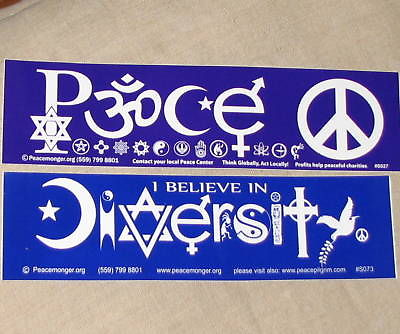 Peace
© Peacemonger.org (559) 799 8801 Contact your local Peace Center Think Globally, Act Locally! Profits help peaceful charities. #S027
I BELIEVE IN
Diversity
© Peacemonger.org (559) 799 8801 www.peacemonger.org please visit also: www.peacepilgrim.com #S073